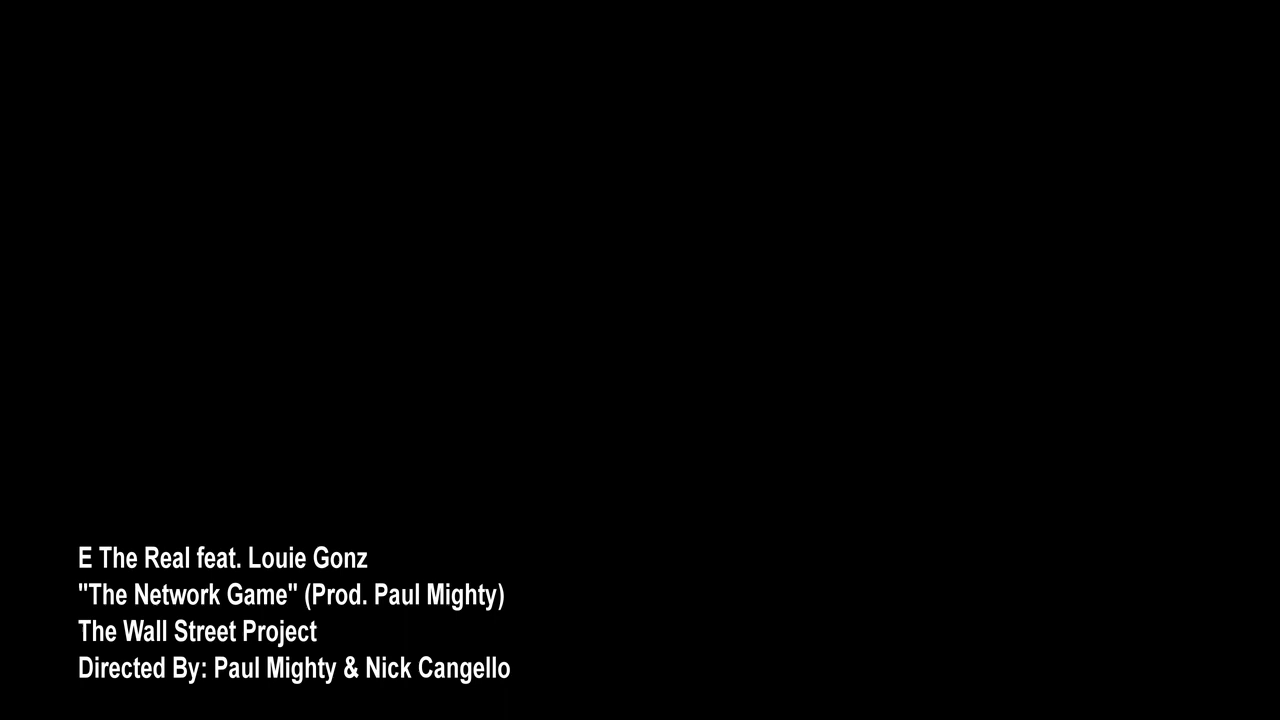 E The Real feat. Louie Gonz
"The Network Game" (Prod. Paul Mighty)
The Wall Street Project
Directed By: Paul Mighty & Nick Cangello